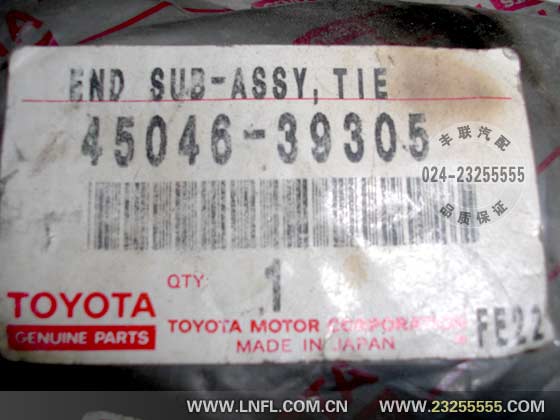 END SUB-ASSY, TIE
45046-39305
丰联汽配
024-23255555
品质保证
QTY: 1
TOYOTA
GENUINE PARTS
TOYOTA MOTOR CORPORATION
MADE IN JAPAN
FE22
WWW.LNFL.COM.CN WWW.23255555.COM